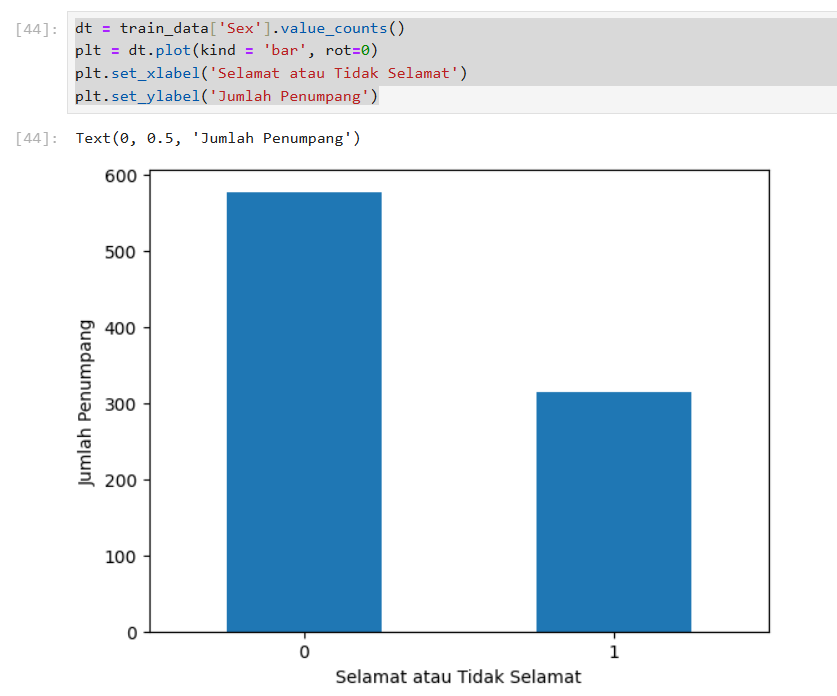 [44]: dt = train_data['Sex'].value_counts()
plt = dt.plot(kind = 'bar', rot=0)
plt.set_xlabel('Selamat atau Tidak Selamat')
plt.set_ylabel('Jumlah Penumpang')
[44]: Text(0, 0.5, 'Jumlah Penumpang')
600
500
400
300
200
100
0
Jumlah Penumpang
0 1
Selamat atau Tidak Selamat